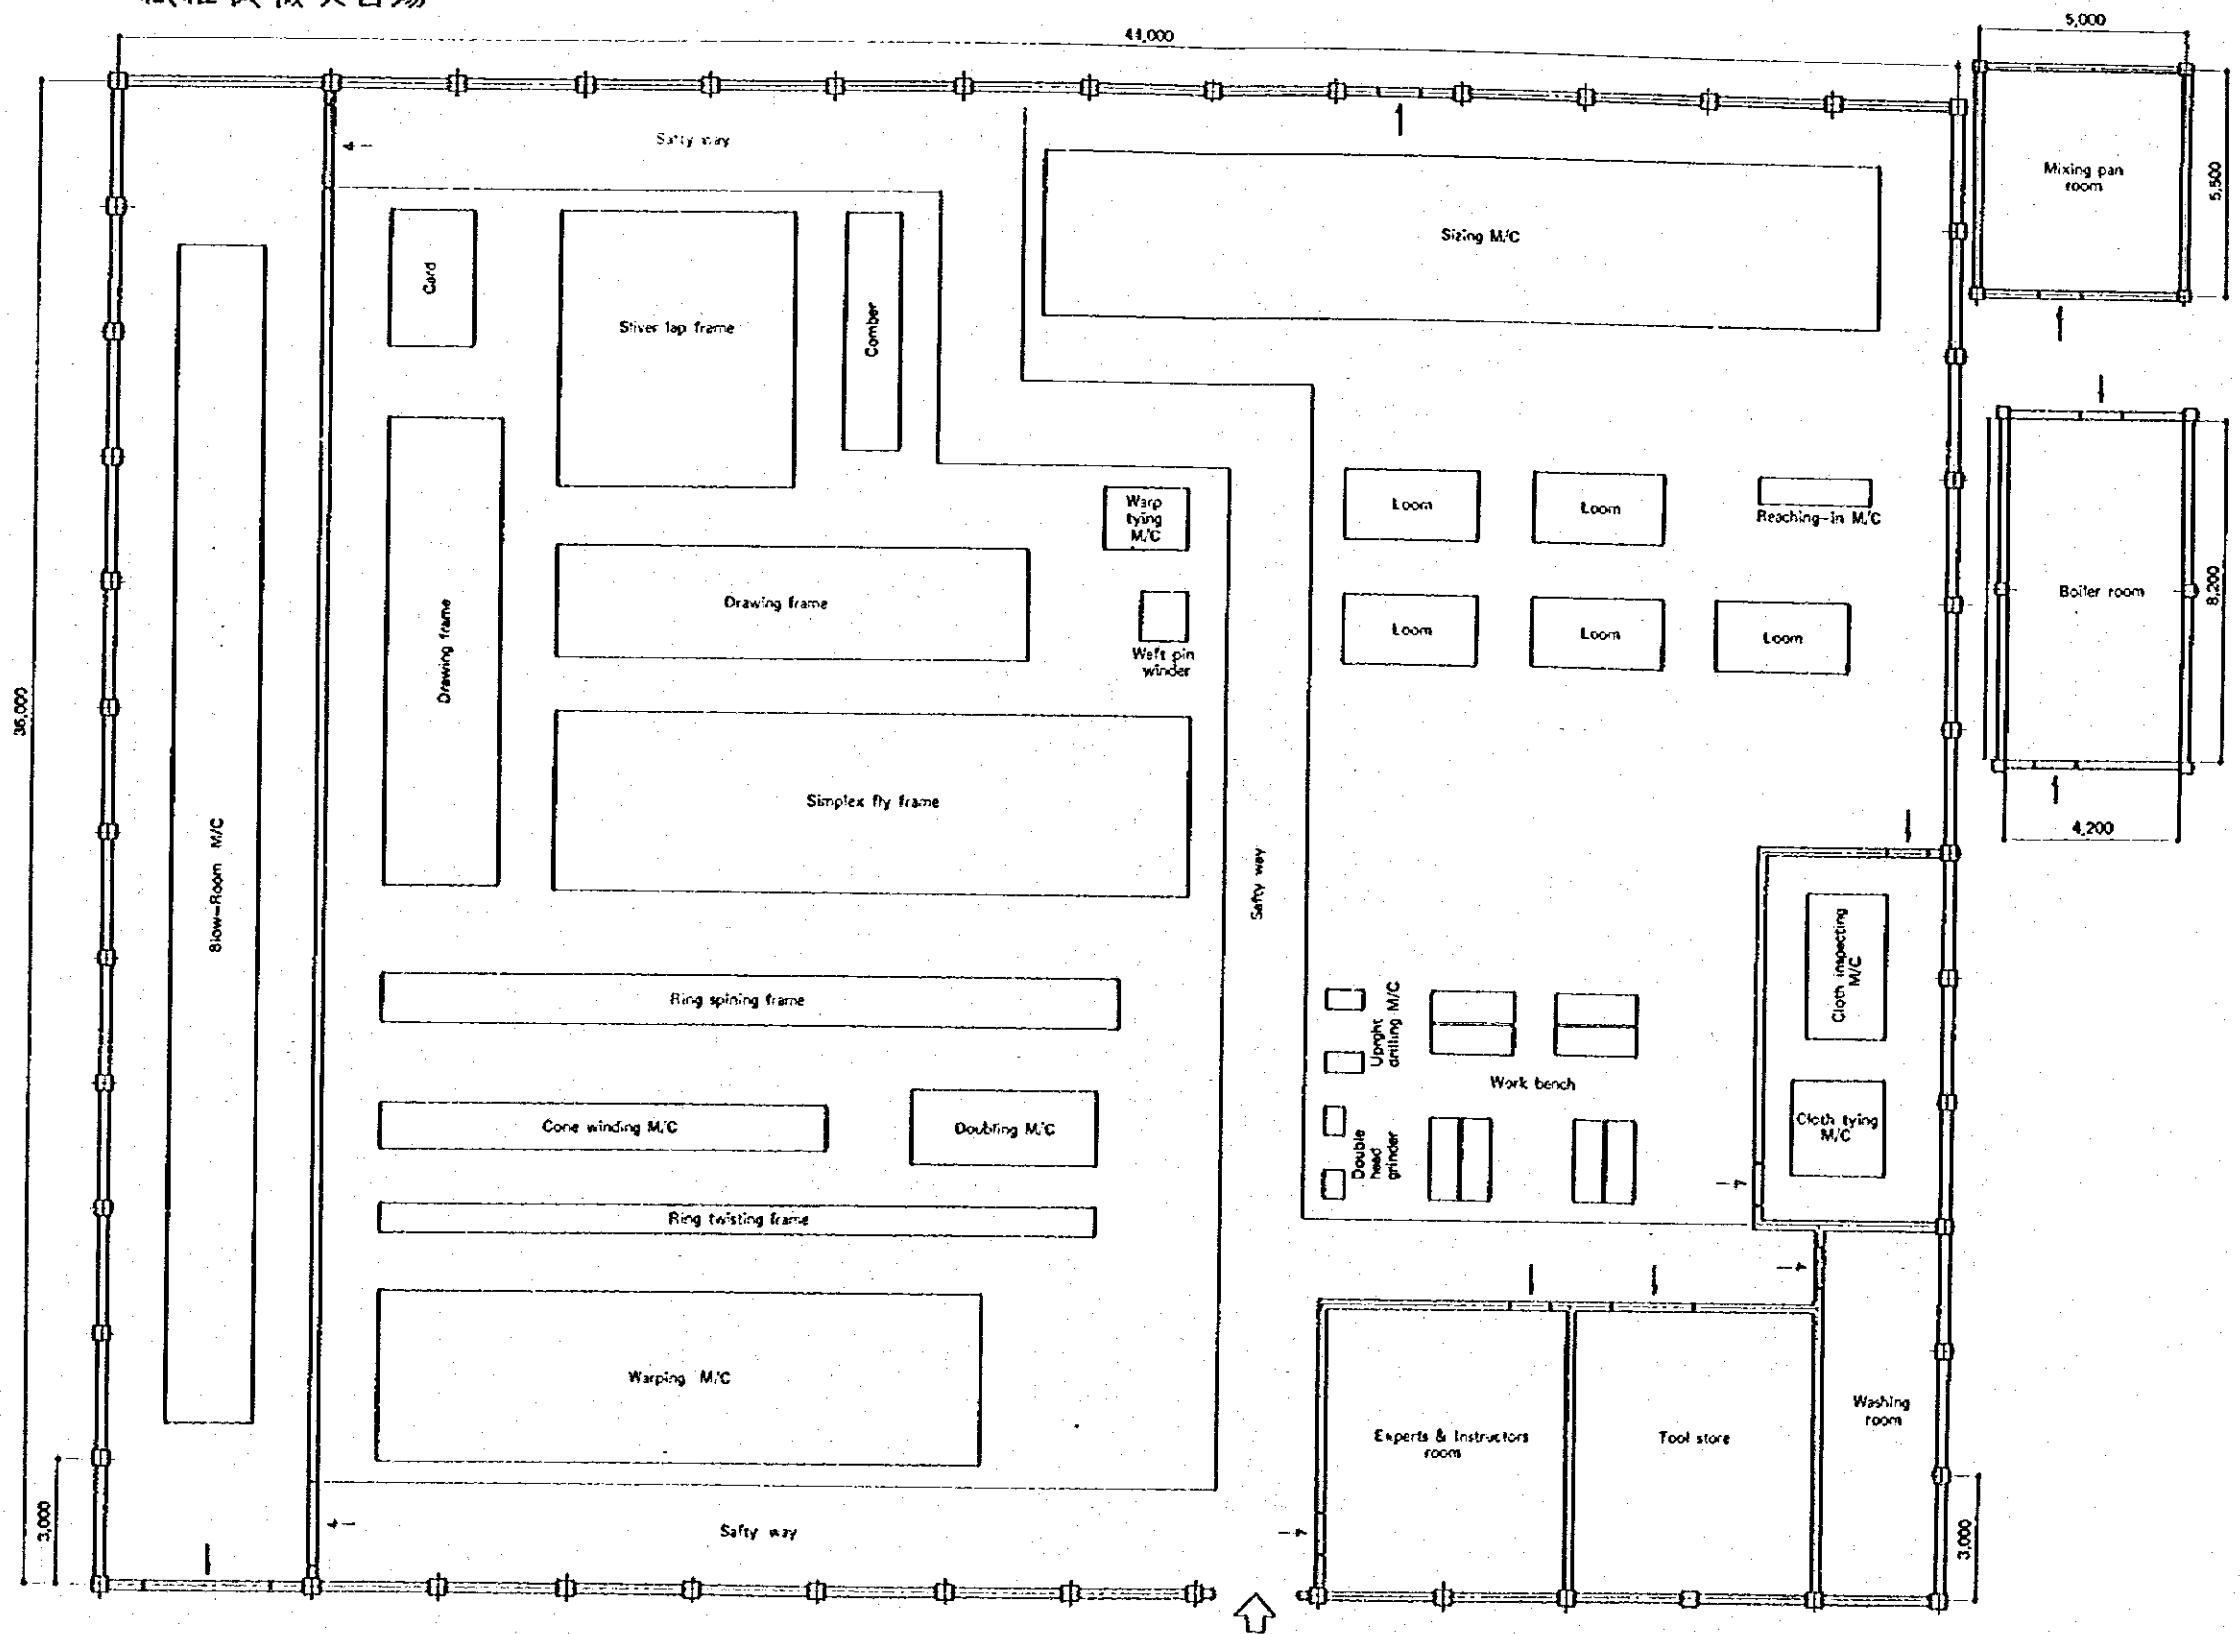 5,000
44,000
Safty way
Mixing pan
room
5,500
Sizing M/C
Card
Sliver lap frame
Comber
Warp
tying
M/C
Loom
Loom
Reaching-in M/C
Drawing frame
Drawing frame
Weft pin
winder
Loom
Loom
Loom
Boiler room
8,200
36,000
Simplex fly frame
4,200
Blow-Room M/C
Safty way
Cloth inspecting
M/C
Ring spining frame
Upright
drilling M/C
Work bench
Cone winding M/C
Doubling M/C
Double
head
grinder
Cloth tying
M/C
Ring twisting frame
Warping M/C
Experts & Instructors
room
Tool store
Washing
room
3,000
Safty way
3,000